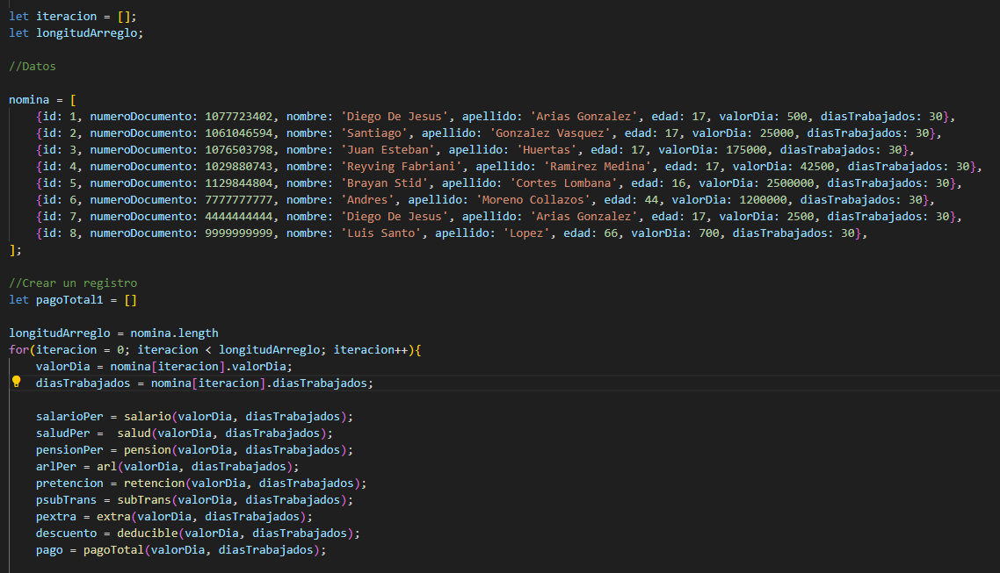 let iteracion = [];
let longitudArreglo;
//Datos
nomina = [
{id: 1, numeroDocumento: 1077723402, nombre: 'Diego De Jesus', apellido: 'Arias Gonzalez', edad: 17, valorDia: 500, diasTrabajados: 30},
{id: 2, numeroDocumento: 1061046594, nombre: 'Santiago', apellido: 'Gonzalez Vasquez', edad: 17, valorDia: 25000, diasTrabajados: 30},
{id: 3, numeroDocumento: 1076503798, nombre: 'Juan Esteban', apellido: 'Huertas', edad: 17, valorDia: 175000, diasTrabajados: 30},
{id: 4, numeroDocumento: 1029880743, nombre: 'Reyving Fabriani', apellido: 'Ramirez Medina', edad: 17, valorDia: 42500, diasTrabajados: 30},
{id: 5, numeroDocumento: 1129844804, nombre: 'Brayan Stid', apellido: 'Cortes Lombana', edad: 16, valorDia: 2500000, diasTrabajados: 30},
{id: 6, numeroDocumento: 7777777777, nombre: 'Andres', apellido: 'Moreno Collazos', edad: 44, valorDia: 1200000, diasTrabajados: 30},
{id: 7, numeroDocumento: 4444444444, nombre: 'Diego De Jesus', apellido: 'Arias Gonzalez', edad: 17, valorDia: 2500, diasTrabajados: 30},
{id: 8, numeroDocumento: 9999999999, nombre: 'Luis Santo', apellido: 'Lopez', edad: 66, valorDia: 700, diasTrabajados: 30},
];
//Crear un registro
let pagoTotal1 = []
longitudArreglo = nomina.length
for(iteracion = 0; iteracion < longitudArreglo; iteracion++){
valorDia = nomina[iteracion].valorDia;
diasTrabajados = nomina[iteracion].diasTrabajados;
salarioPer = salario(valorDia, diasTrabajados);
saludPer =  salud(valorDia, diasTrabajados);
pensionPer = pension(valorDia, diasTrabajados);
arlPer = arl(valorDia, diasTrabajados);
pretencion = retencion(valorDia, diasTrabajados);
psubTrans = subTrans(valorDia, diasTrabajados);
pextra = extra(valorDia, diasTrabajados);
descuento = deducible(valorDia, diasTrabajados);
pago = pagoTotal(valorDia, diasTrabajados);